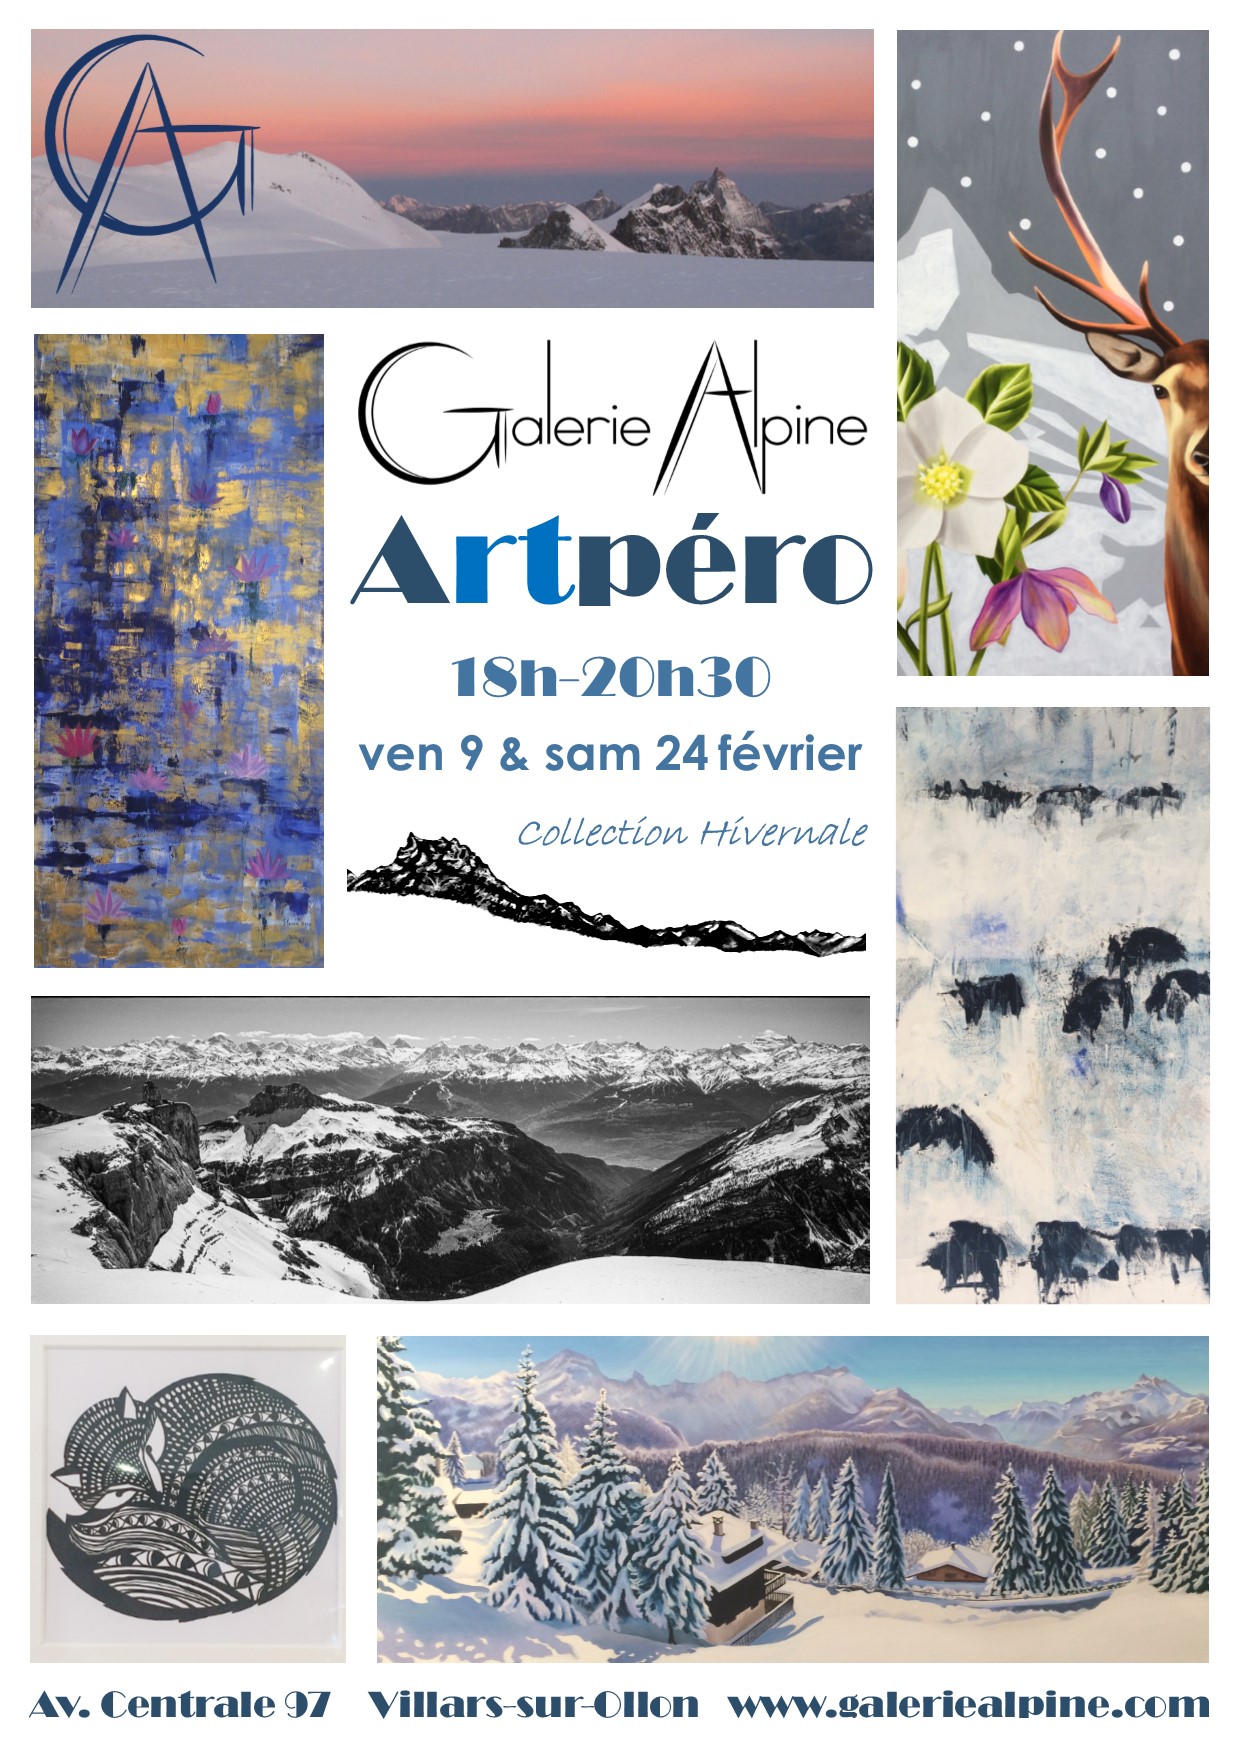 GA
Galerie Alpine
Artpéro
18h-20h30
ven 9 & sam 24 février
Collection Hivernale
Av. Centrale 97 Villars-sur-Ollon www.galeriealpine.com